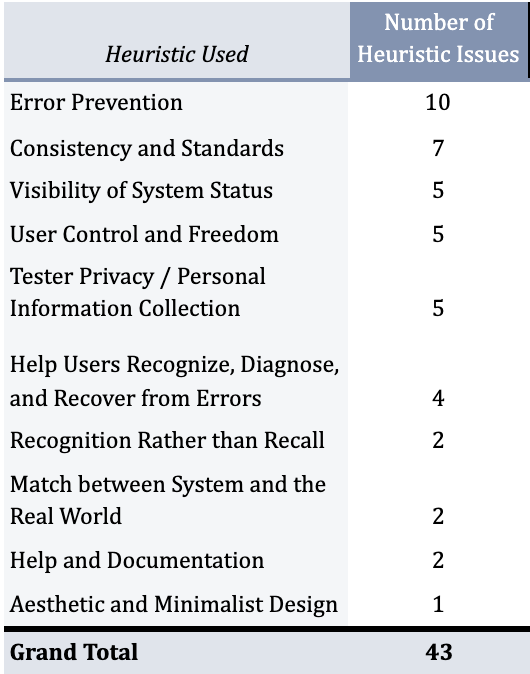 Heuristic Used
Number of
Heuristic Issues
Error Prevention 10
Consistency and Standards 7
Visibility of System Status 5
User Control and Freedom 5
Tester Privacy / Personal
Information Collection 5
Help Users Recognize, Diagnose,
and Recover from Errors 4
Recognition Rather than Recall 2
Match between System and the
Real World 2
Help and Documentation 2
Aesthetic and Minimalist Design 1
Grand Total 43